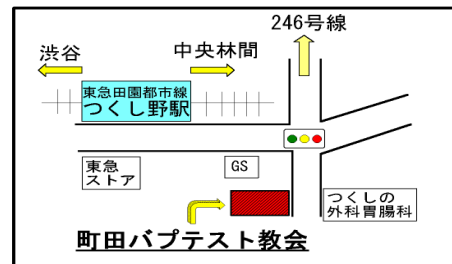 246号線
渋谷
中央林間
東急田園都市線
つくし野駅
東急
ストア
GS
つくしの
外科胃腸科
町田バプテスト教会